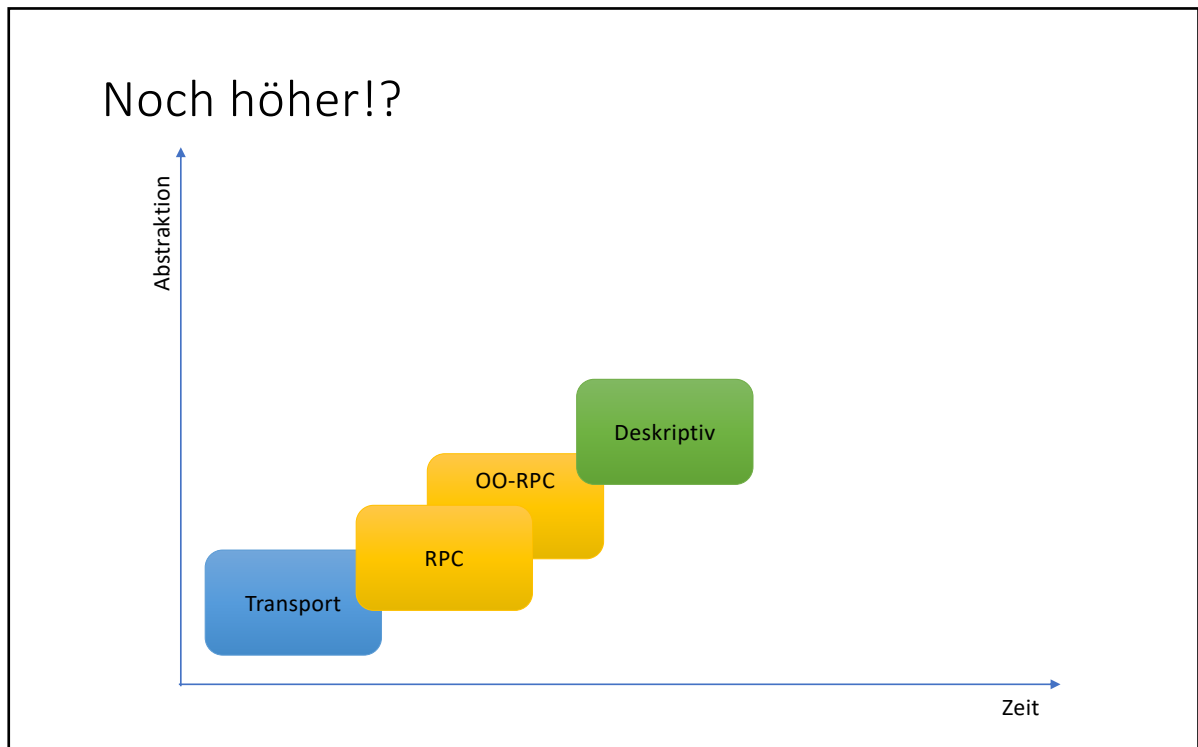 Noch höher!?
Abstraktion
Deskriptiv
OO-RPC
RPC
Transport
Zeit